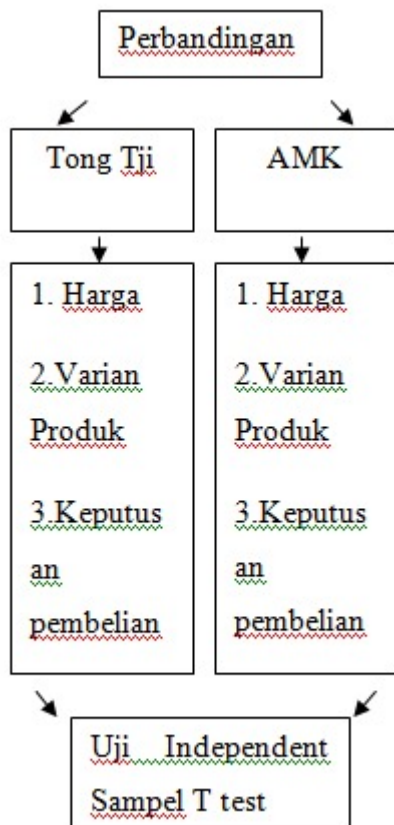 Perbandingan
Tong Tji
AMK
1. Harga
2.Varian
Produk
3.Keputus
an
pembelian
1. Harga
2.Varian
Produk
3.Keputus
an
pembelian
Uji Independent
Sampel T test